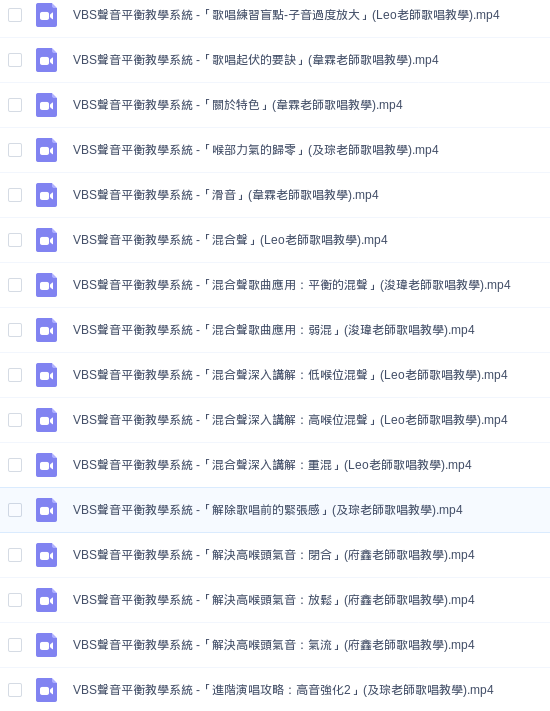 VBS聲音平衡教學系統 -「歌唱練習盲點-子音過度放大」(Leo老師歌唱教學).mp4
VBS聲音平衡教學系統 -「歌唱起伏的要訣」(韋霖老師歌唱教學).mp4
VBS聲音平衡教學系統 -「關於特色」(韋霖老師歌唱教學).mp4
VBS聲音平衡教學系統 -「喉部力氣的歸零」(及琮老師歌唱教學).mp4
VBS聲音平衡教學系統 -「滑音」(韋霖老師歌唱教學).mp4
VBS聲音平衡教學系統 -「混合聲」(Leo老師歌唱教學).mp4
VBS聲音平衡教學系統 -「混合聲歌曲應用：平衡的混聲」(浚瑋老師歌唱教學).mp4
VBS聲音平衡教學系統 -「混合聲歌曲應用：弱混」(浚瑋老師歌唱教學).mp4
VBS聲音平衡教學系統 -「混合聲深入講解：低喉位混聲」(Leo老師歌唱教學).mp4
VBS聲音平衡教學系統 -「混合聲深入講解：高喉位混聲」(Leo老師歌唱教學).mp4
VBS聲音平衡教學系統 -「混合聲深入講解：重混」(Leo老師歌唱教學).mp4
VBS聲音平衡教學系統 -「解除歌唱前的緊張感」(及琮老師歌唱教學).mp4
VBS聲音平衡教學系統 -「解決高喉頭氣音：閉合」(府鑫老師歌唱教學).mp4
VBS聲音平衡教學系統 -「解決高喉頭氣音：放鬆」(府鑫老師歌唱教學).mp4
VBS聲音平衡教學系統 -「解決高喉頭氣音：氣流」(府鑫老師歌唱教學).mp4
VBS聲音平衡教學系統 -「進階演唱攻略：高音強化2」(及琮老師歌唱教學).mp4